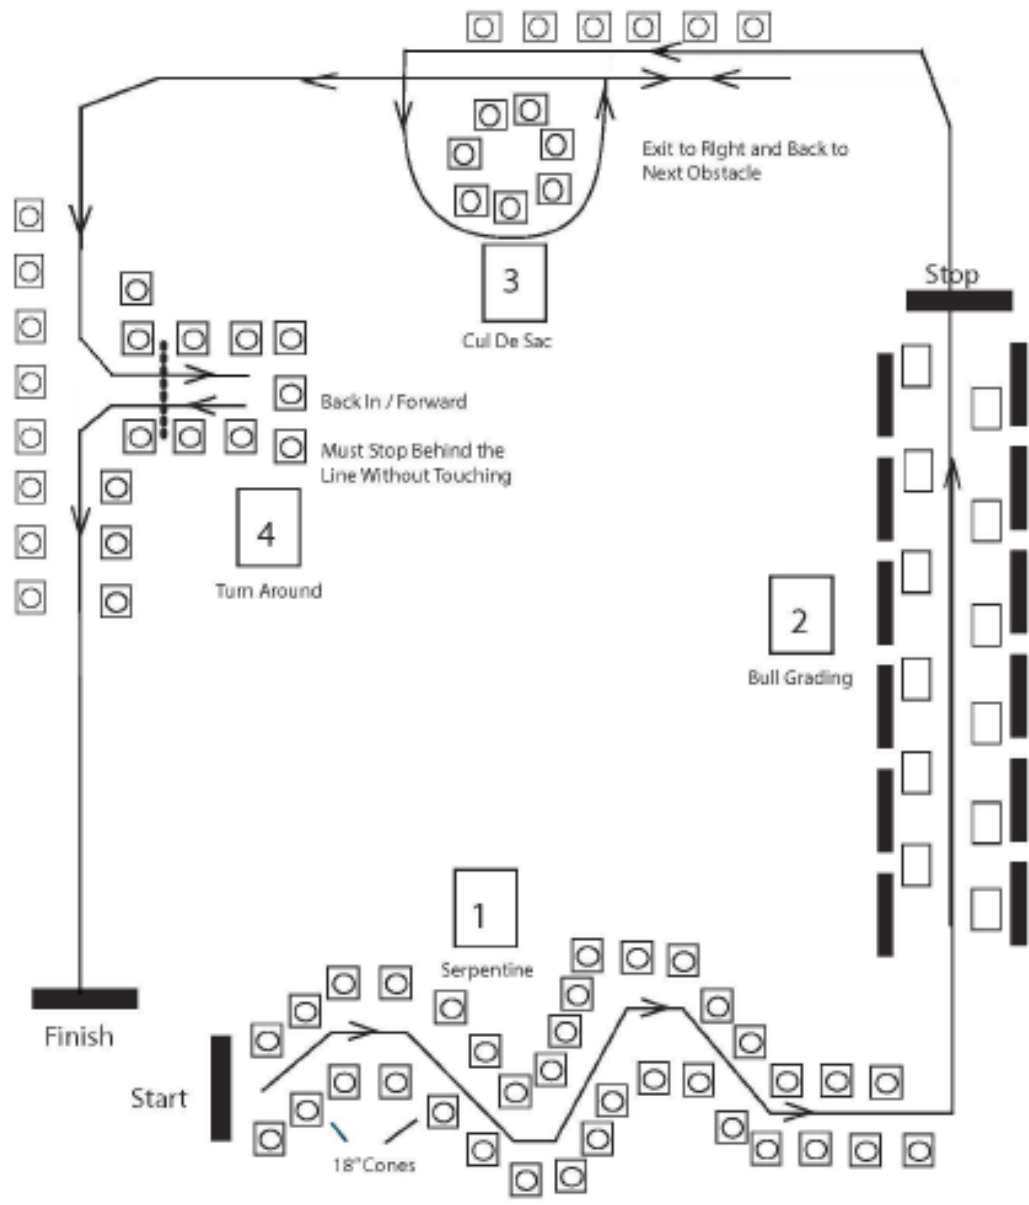 Exit to Right and Back to
Next Obstacle
3
Cul De Sac
Stop
Back In / Forward
Must Stop Behind the
Line Without Touching
4
Turn Around
2
Bull Grading
1
Serpentine
Finish
Start
18"Cones